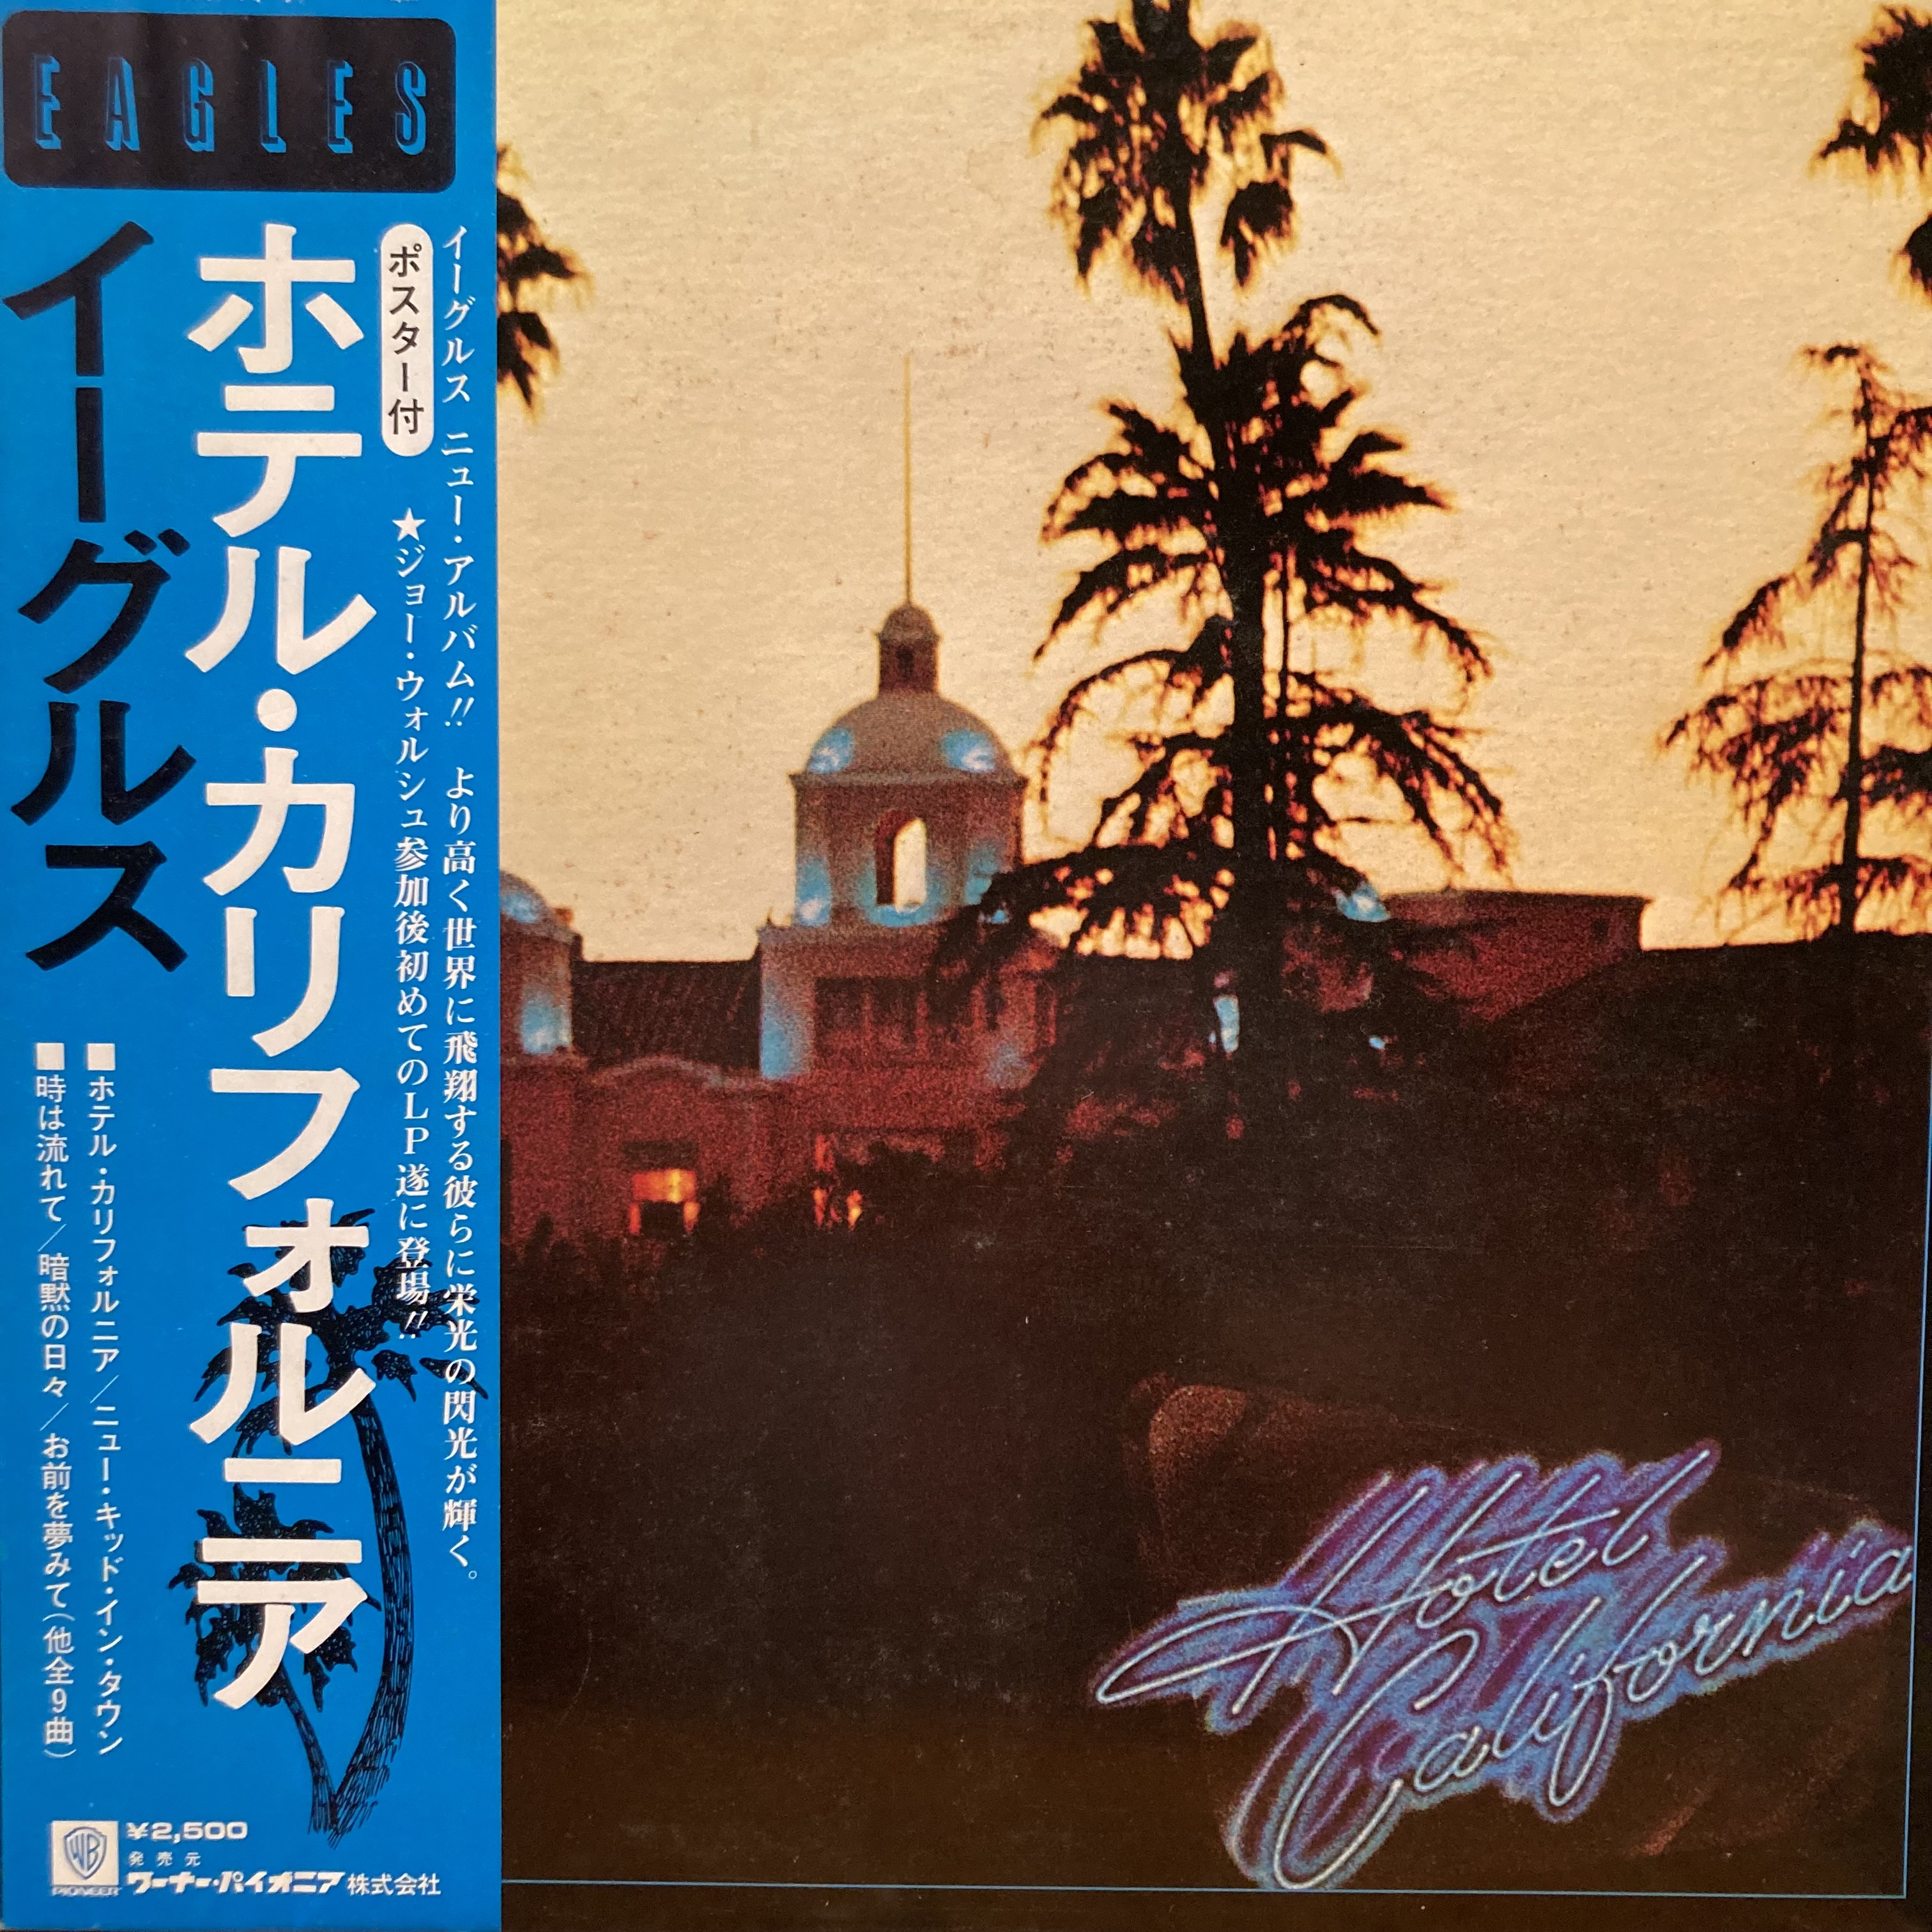 EAGLES
イーグルス ニュー・アルバム!! より高く世界に飛翔する彼らに栄光の閃光が輝く。
ポスター付
★ジョー・ウォルシュ参加後初めてのLP遂に登場!!
ホテル・カリフォルニア
イーグルス
■ホテル・カリフォルニア/ニュー・キッド・イン・タウン
■時は流れて/暗黙の日々/お前を夢みて(他全9曲)
WB
PIONEER
¥2,500
発売元
ワーナー・パイオニア株式会社
Hotel
California